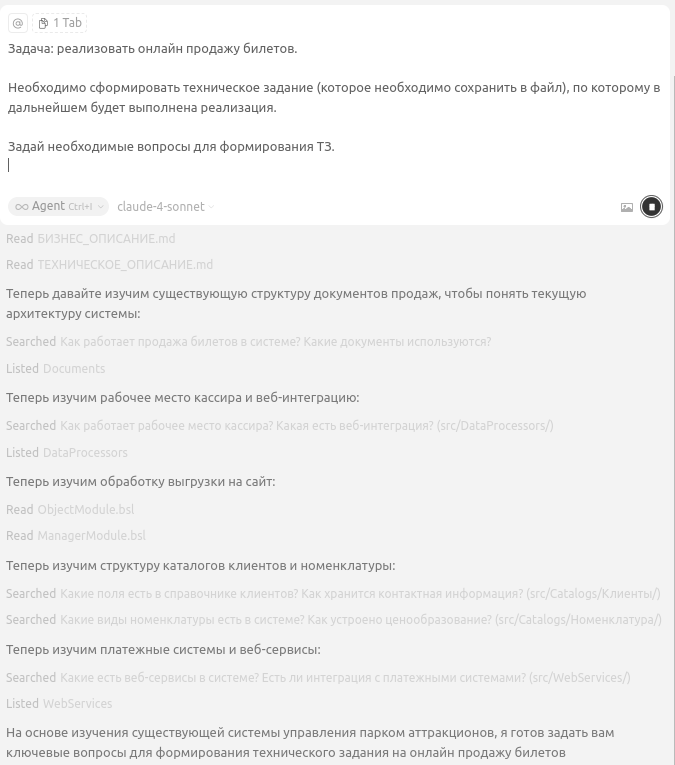 @ 1 Tab
Задача: реализовать онлайн продажу билетов.
Необходимо сформировать техническое задание (которое необходимо сохранить в файл), по которому в
дальнейшем будет выполнена реализация.
Задай необходимые вопросы для формирования ТЗ.
Agent Ctrl+I claude-4-sonnet
Read БИЗНЕС_ОПИСАНИЕ.md
Read ТЕХНИЧЕСКОЕ_ОПИСАНИЕ.md
Теперь давайте изучим существующую структуру документов продаж, чтобы понять текущую
архитектуру системы:
Searched Как работает продажа билетов в системе? Какие документы используются?
Listed Documents
Теперь изучим рабочее место кассира и веб-интеграцию:
Searched Как работает рабочее место кассира? Какая есть веб-интеграция? (src/DataProcessors/)
Listed DataProcessors
Теперь изучим обработку выгрузки на сайт:
Read ObjectModule.bsl
Read ManagerModule.bsl
Теперь изучим структуру каталогов клиентов и номенклатуры:
Searched Какие поля есть в справочнике клиентов? Как хранится контактная информация? (src/Catalogs/Клиенты/)
Searched Какие виды номенклатуры есть в системе? Как устроено ценообразование? (src/Catalogs/Номенклатура/)
Теперь изучим платежные системы и веб-сервисы:
Searched Какие есть веб-сервисы в системе? Есть ли интеграция с платежными системами? (src/WebServices/)
Listed WebServices
На основе изучения существующей системы управления парком аттракционов, я готов задать вам
ключевые вопросы для формирования технического задания на онлайн продажу билетов